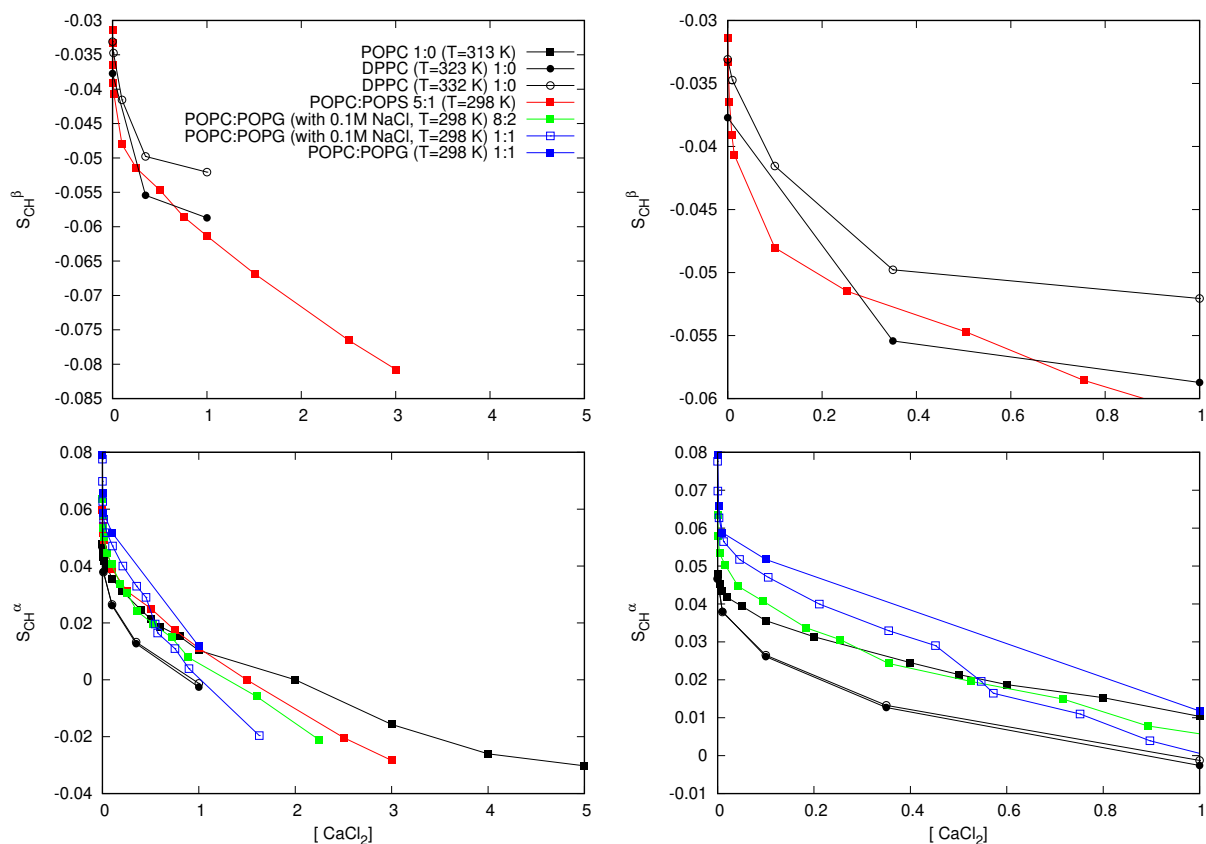 -0.03
-0.035
-0.04
-0.045
-0.05
-0.055
-0.06
-0.065
-0.07
-0.075
-0.08
-0.085
S_CH^β
0 1 2 3 4 5
POPC 1:0 (T=313 K)
DPPC (T=323 K) 1:0
DPPC (T=332 K) 1:0
POPC:POPS 5:1 (T=298 K)
POPC:POPG (with 0.1M NaCl, T=298 K) 8:2
POPC:POPG (with 0.1M NaCl, T=298 K) 1:1
POPC:POPG (T=298 K) 1:1
-0.03
-0.035
-0.04
-0.045
-0.05
-0.055
-0.06
S_CH^β
0 0.2 0.4 0.6 0.8 1
0.08
0.06
0.04
0.02
0
-0.02
-0.04
S_CH^α
0 1 2 3 4 5
[ CaCl_2]
0.08
0.07
0.06
0.05
0.04
0.03
0.02
0.01
0
-0.01
S_CH^α
0 0.2 0.4 0.6 0.8 1
[ CaCl_2]